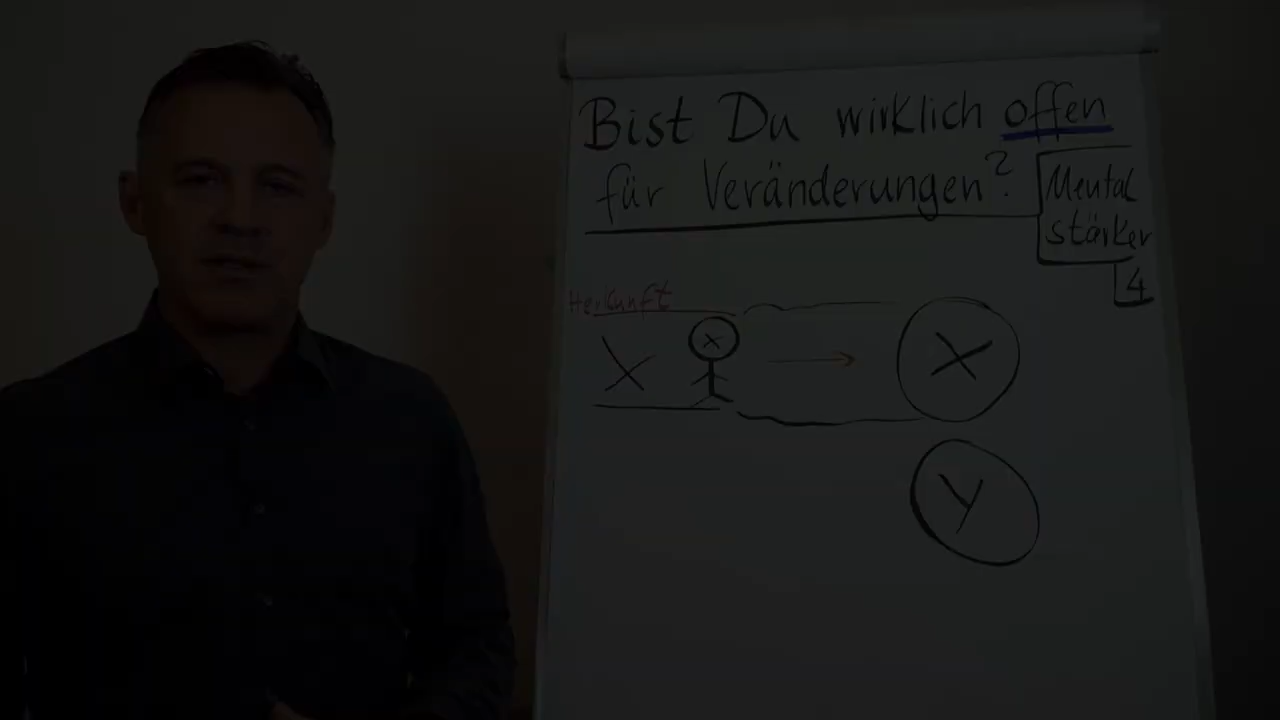 Bist Du wirklich offen
für Veränderungen?
Mental
stärker
4
Herkunft
X
X
X
Y